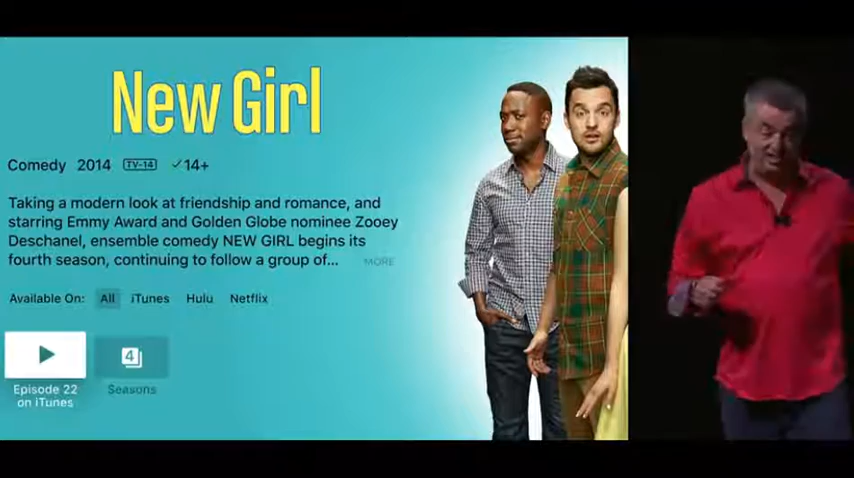 New Girl
Comedy 2014 TV-14 ✓14+
Taking a modern look at friendship and romance, and
starring Emmy Award and Golden Globe nominee Zooey
Deschanel, ensemble comedy NEW GIRL begins its
fourth season, continuing to follow a group of... MORE
Available On: All iTunes Hulu Netflix
4
Episode 22 Seasons
on iTunes